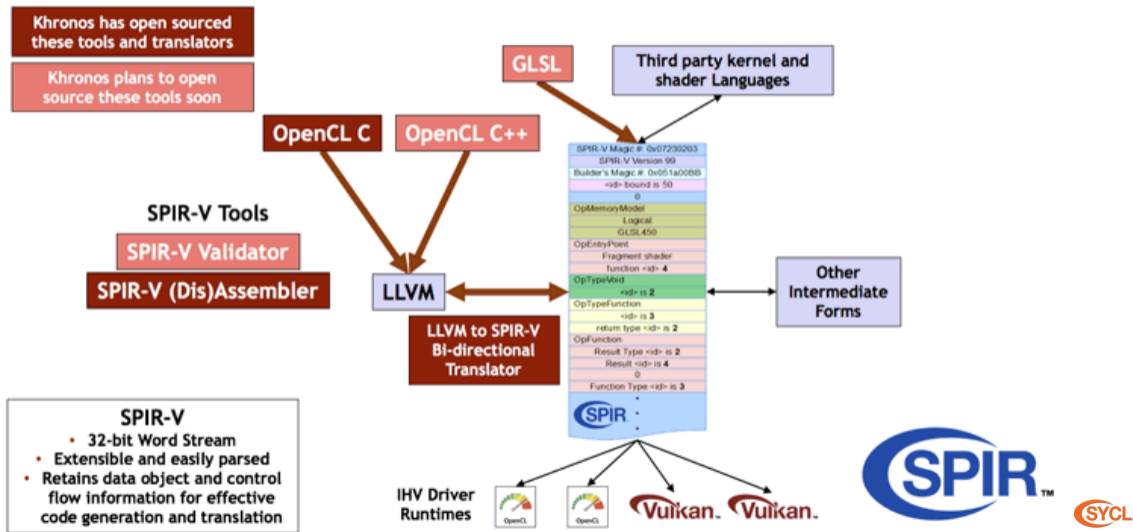 Khronos has open sourced
these tools and translators
Khronos plans to open
source these tools soon
GLSL
Third party kernel and
shader Languages
OpenCL C
OpenCL C++
SPIR-V Magic #: 0x07230203
SPIR-V Version 99
Builder's Magic #: 0x051a00BB
<id> bound is 50
0
OpMemoryModel
Logical
GLSL450
OpEntryPoint
Fragment shader
function <id> 4
OpTypeVoid
<id> is 2
OpTypeFunction
<id> is 3
return type <id> is 2
OpFunction
Result Type <id> is 2
Result <id> is 4
0
Function Type <id> is 3
SPIR
SPIR-V Tools
SPIR-V Validator
SPIR-V (Dis)Assembler
LLVM
LLVM to SPIR-V
Bi-directional
Translator
Other
Intermediate
Forms
SPIR-V
• 32-bit Word Stream
• Extensible and easily parsed
• Retains data object and control
flow information for effective
code generation and translation
IHV Driver
Runtimes
OpenCL
OpenCL
Vulkan
Vulkan
SPIR™
SYCL